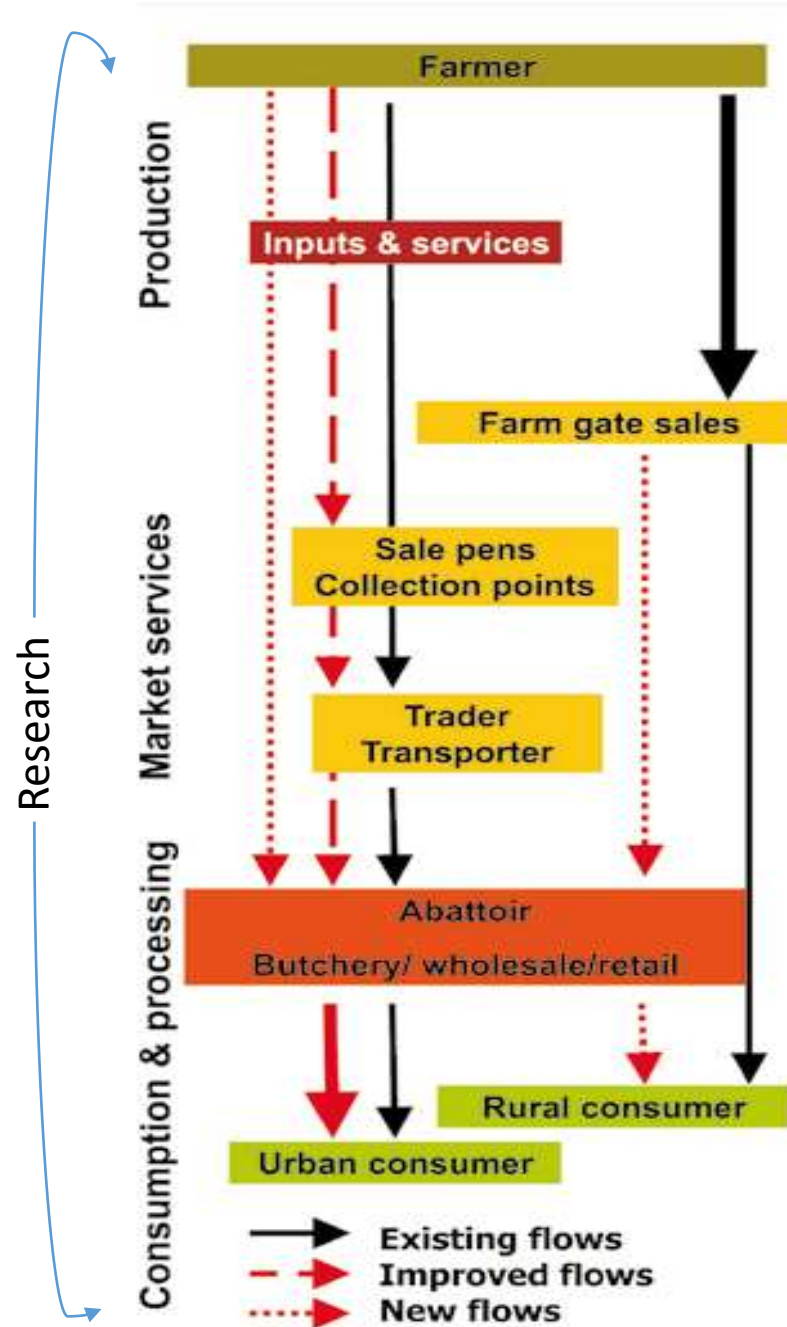 Research
Production
Market services
Consumption & processing
Farmer
Inputs & services
Farm gate sales
Sale pens
Collection points
Trader
Transporter
Abattoir
Butchery/ wholesale/retail
Rural consumer
Urban consumer
Existing flows
Improved flows
New flows